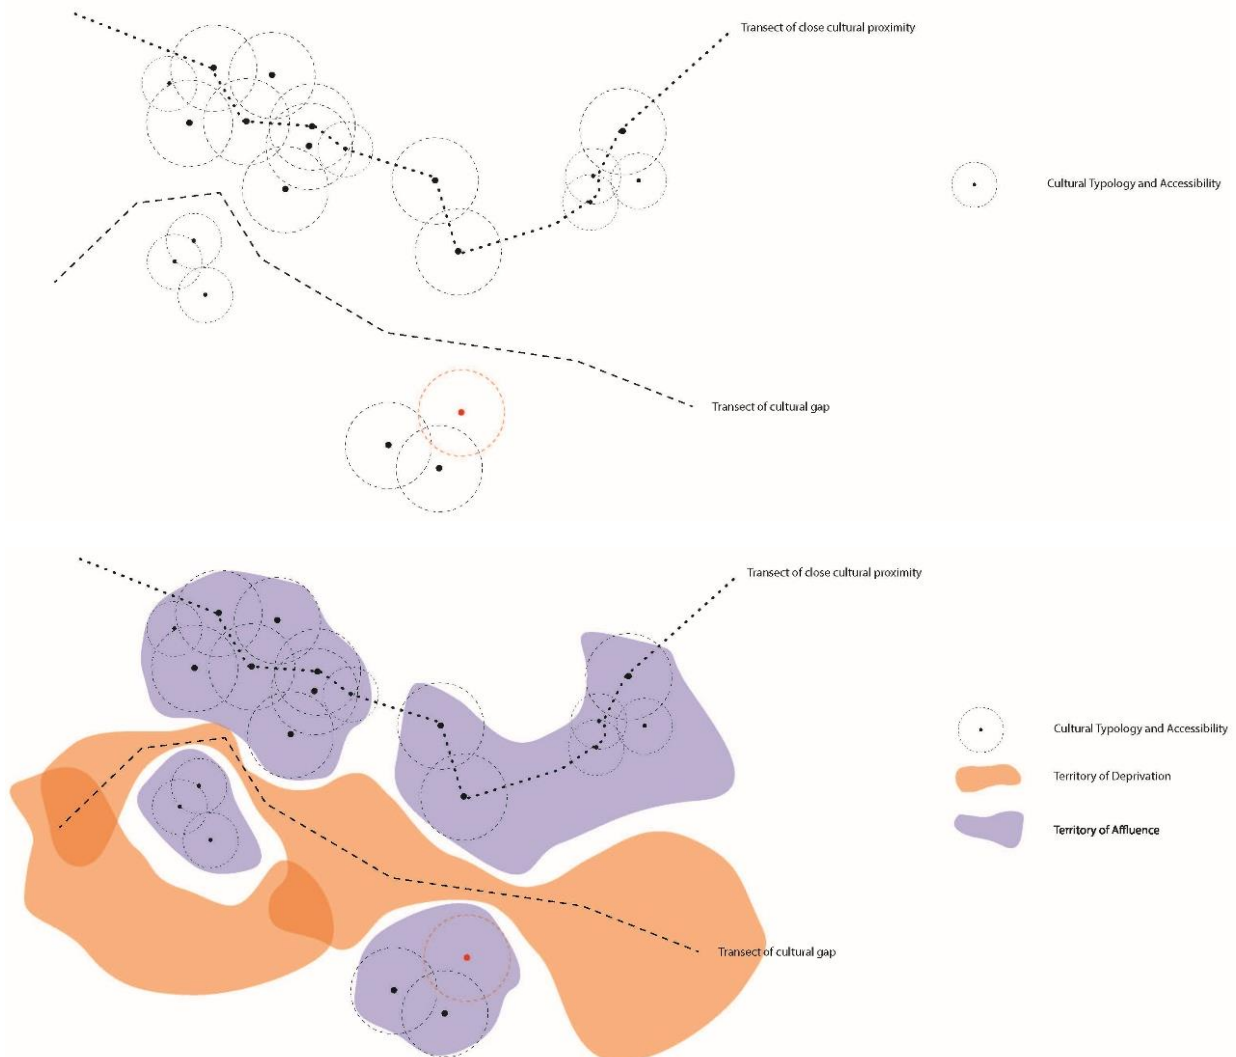 Transect of close cultural proximity
Cultural Typology and Accessibility
Transect of cultural gap
Transect of close cultural proximity
Cultural Typology and Accessibility
Territory of Deprivation
Territory of Affluence
Transect of cultural gap